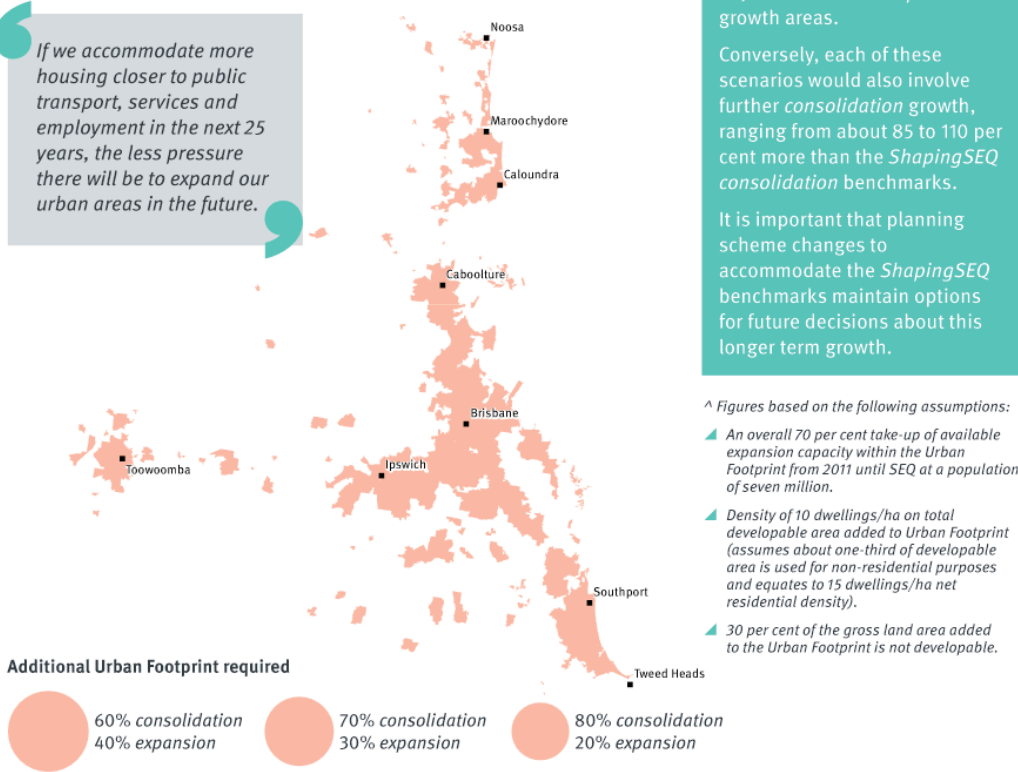 If we accommodate more
housing closer to public
transport, services and
employment in the next 25
years, the less pressure
there will be to expand our
urban areas in the future.
Noosa
Maroochydore
Caloundra
Caboolture
Brisbane
Ipswich
Toowoomba
Southport
Tweed Heads
growth areas.
Conversely, each of these
scenarios would also involve
further consolidation growth,
ranging from about 85 to 110 per
cent more than the ShapingSEQ
consolidation benchmarks.
It is important that planning
scheme changes to
accommodate the ShapingSEQ
benchmarks maintain options
for future decisions about this
longer term growth.
^ Figures based on the following assumptions:
An overall 70 per cent take-up of available
expansion capacity within the Urban
Footprint from 2011 until SEQ at a population
of seven million.
Density of 10 dwellings/ha on total
developable area added to Urban Footprint
(assumes about one-third of developable
area is used for non-residential purposes
and equates to 15 dwellings/ha net
residential density).
30 per cent of the gross land area added
to the Urban Footprint is not developable.
Additional Urban Footprint required
60% consolidation
40% expansion
70% consolidation
30% expansion
80% consolidation
20% expansion